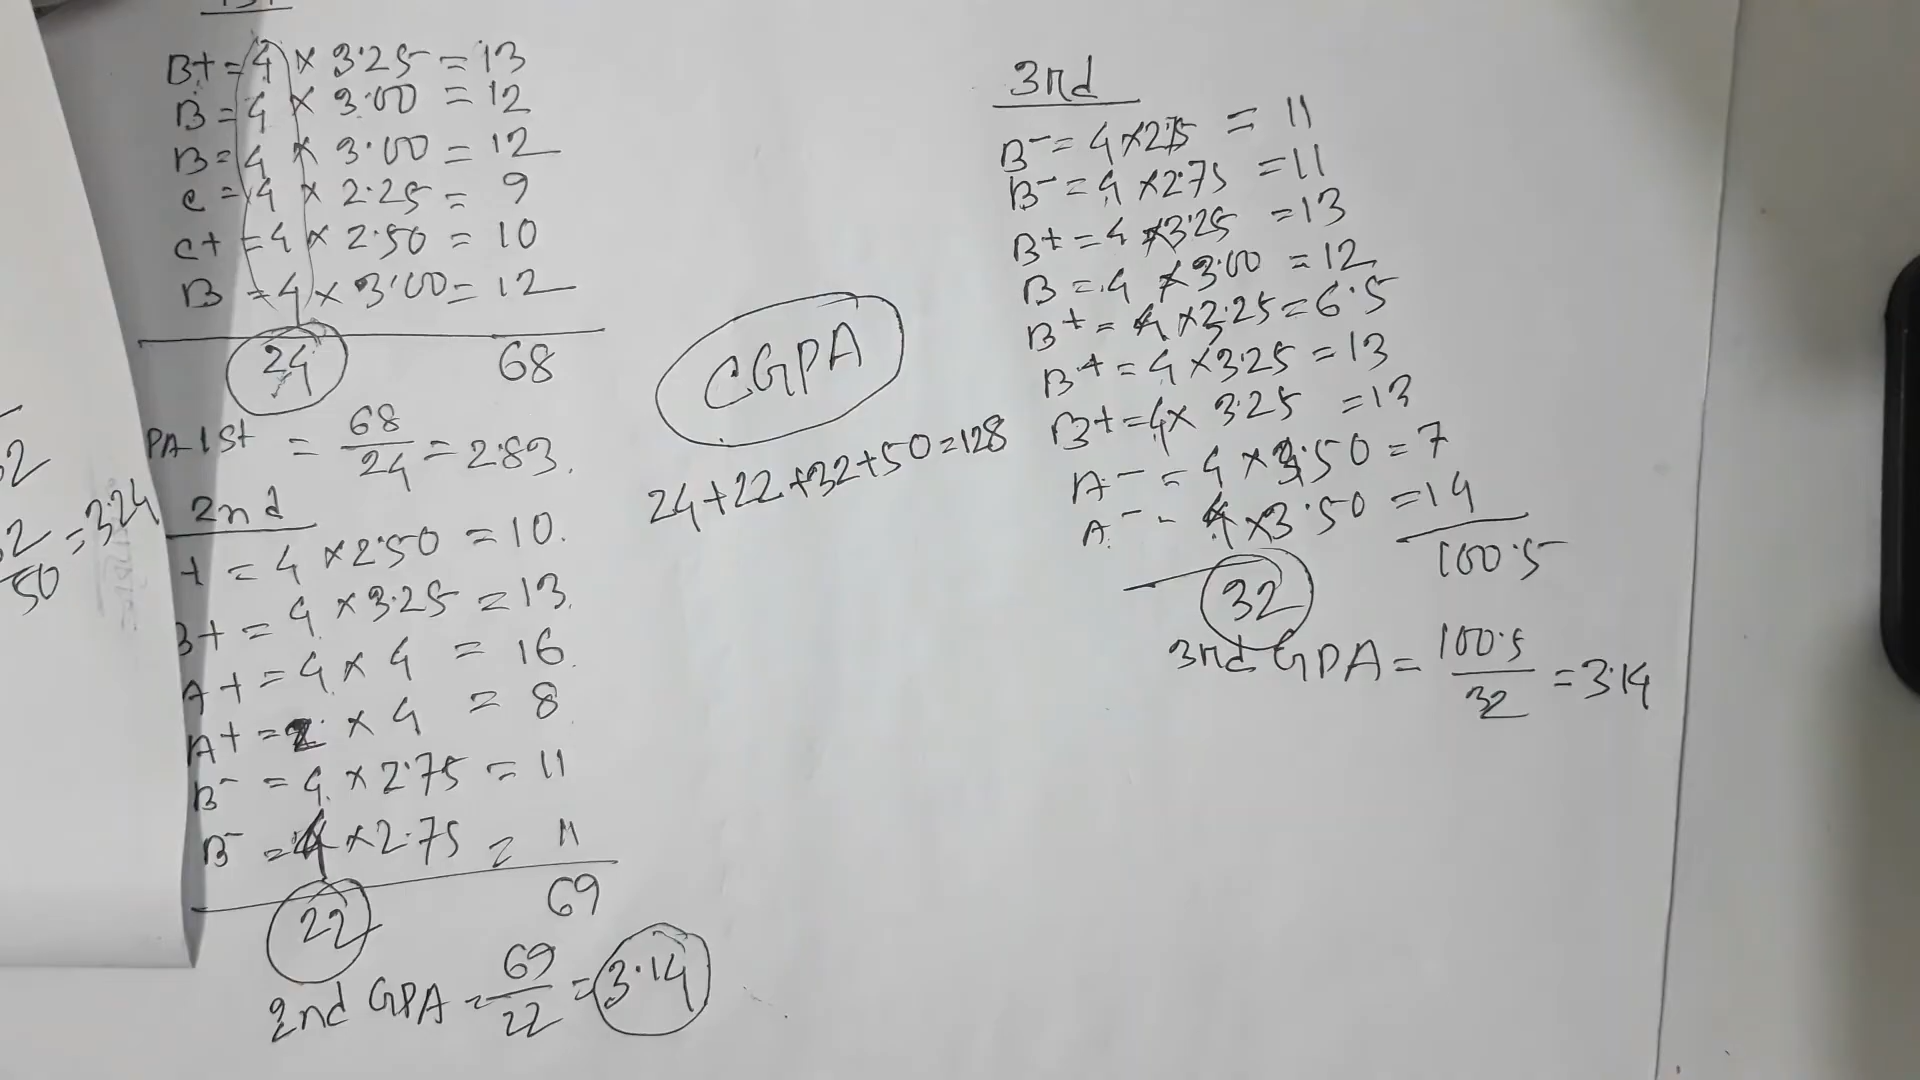 1st
B+ = 4 × 3.25 = 13
B = 4 × 3.00 = 12
B = 4 × 3.00 = 12
C = 4 × 2.25 = 9
C+ = 4 × 2.50 = 10
B = 4 × 3.00 = 12
24 68
PA 1st = 68/24 = 2.83.
2nd
+ = 4 × 2.50 = 10.
B+ = 4 × 3.25 = 13.
A+ = 4 × 4 = 16.
A+ = 2 × 4 = 8
B- = 4 × 2.75 = 11
B- = 4 × 2.75 = 11
22 69
2nd GPA = 69/22 = 3.14
2
2/50 = 3.24
CGPA
24+22+32+50=128
3rd
B- = 4 × 2.75 = 11
B- = 4 × 2.75 = 11
B+ = 4 × 3.25 = 13
B = 4 × 3.00 = 12
B+ = × 3.25 = 6.5
B+ = 4 × 3.25 = 13
B+ = 4 × 3.25 = 13
A- = × 3.50 = 7
A- = 4 × 3.50 = 14
32 100.5
3rd GPA = 100.5/32 = 3.14